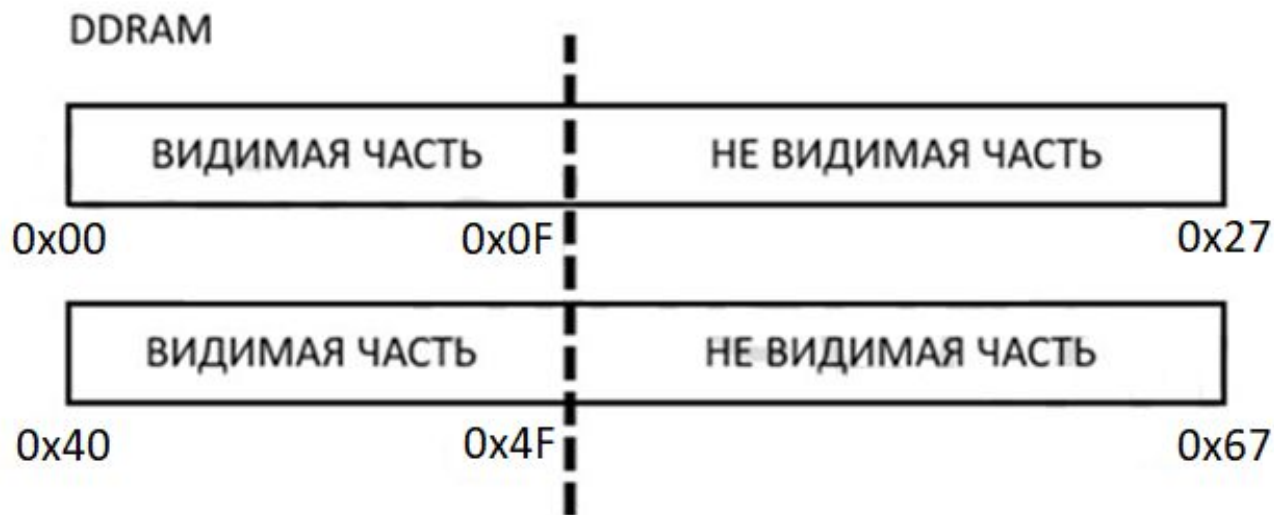 DDRAM
ВИДИМАЯ ЧАСТЬ НЕ ВИДИМАЯ ЧАСТЬ
0x00 0x0F 0x27
ВИДИМАЯ ЧАСТЬ НЕ ВИДИМАЯ ЧАСТЬ
0x40 0x4F 0x67